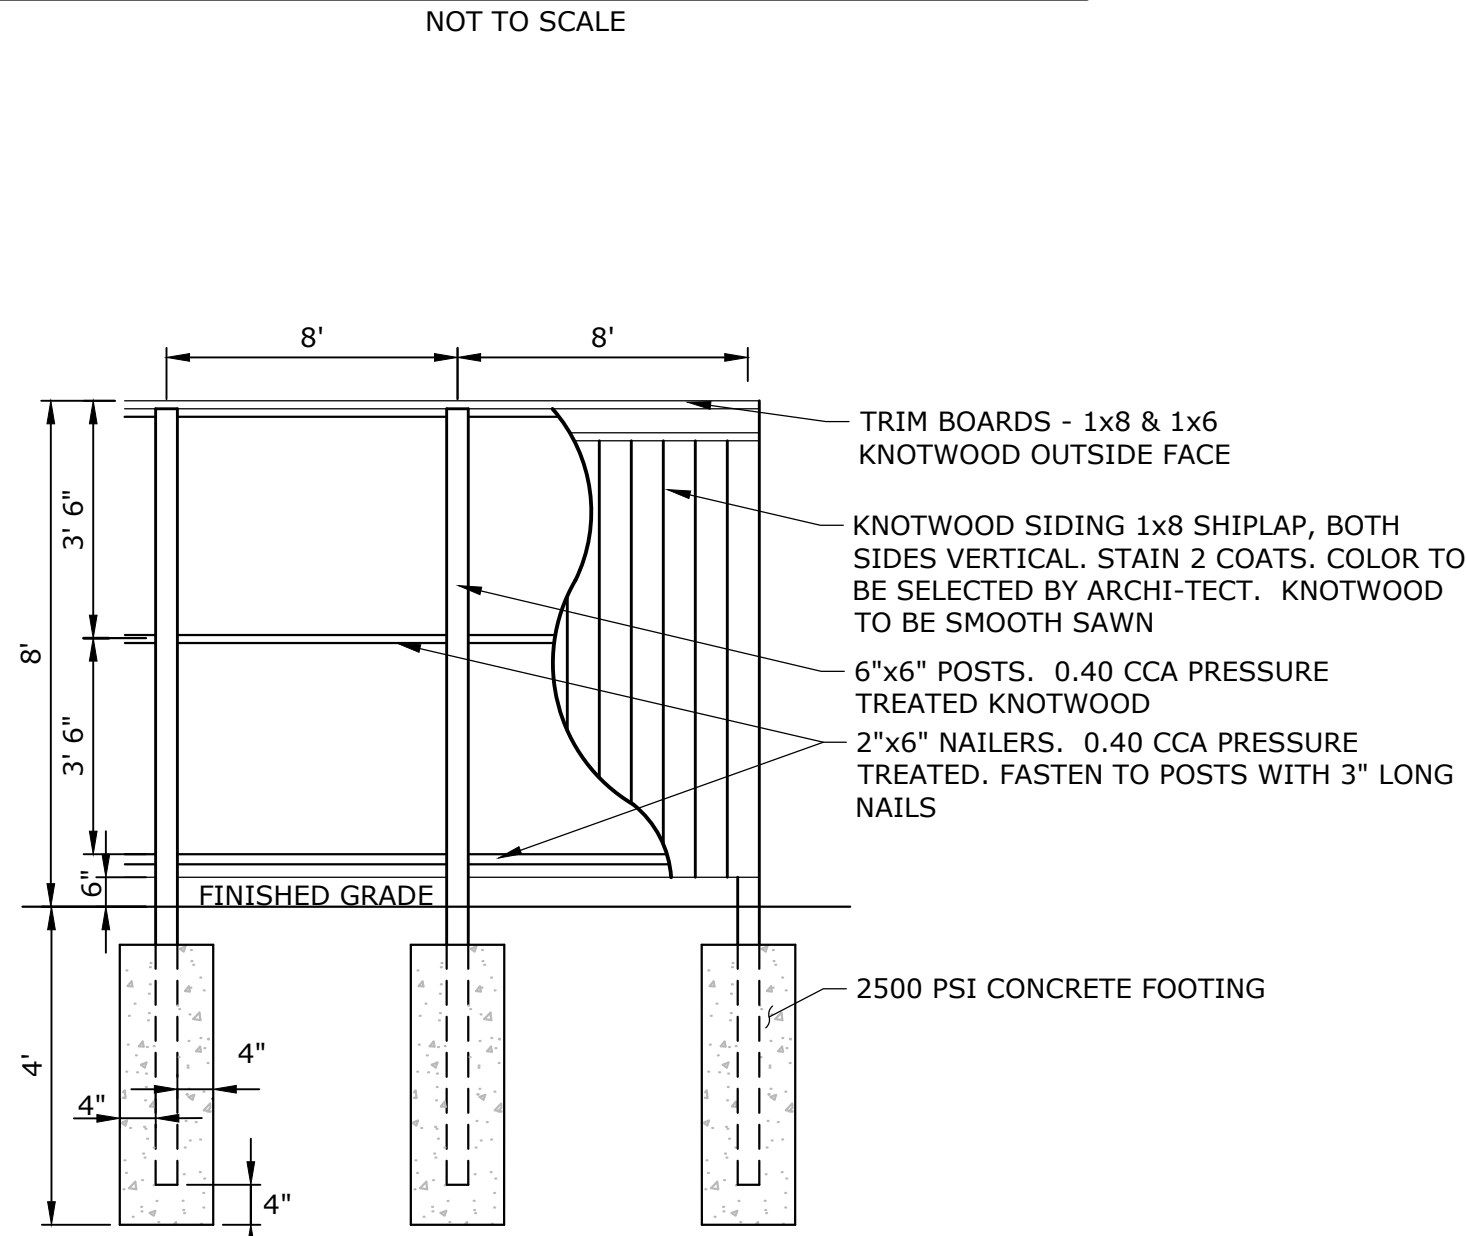 NOT TO SCALE
8'
8'
TRIM BOARDS - 1x8 & 1x6
KNOTWOOD OUTSIDE FACE
3' 6"
KNOTWOOD SIDING 1x8 SHIPLAP, BOTH
SIDES VERTICAL. STAIN 2 COATS. COLOR TO
BE SELECTED BY ARCHI-TECT. KNOTWOOD
TO BE SMOOTH SAWN
8'
6"x6" POSTS. 0.40 CCA PRESSURE
TREATED KNOTWOOD
3' 6"
2"x6" NAILERS. 0.40 CCA PRESSURE
TREATED. FASTEN TO POSTS WITH 3" LONG
NAILS
6"
FINISHED GRADE
2500 PSI CONCRETE FOOTING
4'
4"
4"
4"